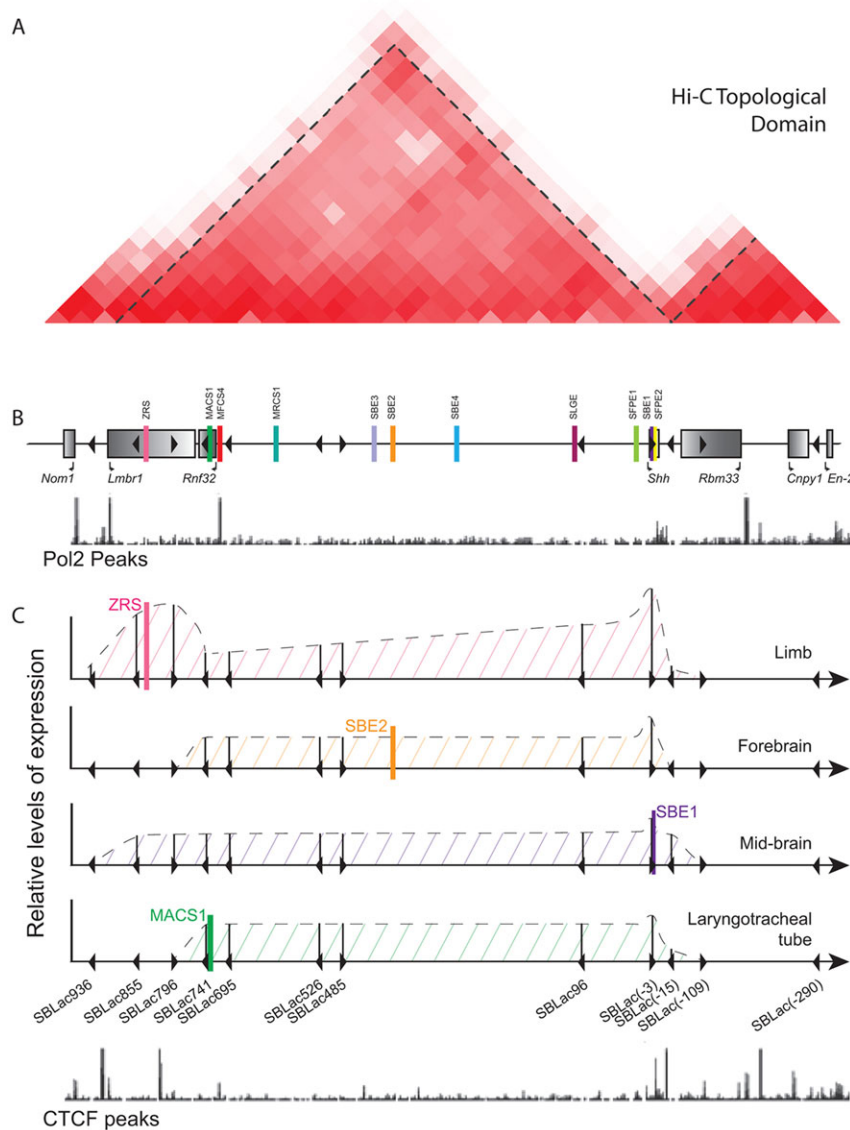 A
Hi-C Topological
Domain
B
ZRS
MACS1
MFCS4
MRCS1
SBE3
SBE2
SBE4
SLGE
SFPE1
SBE1
SFPE2
Nom1
Lmbr1
Rnf32
Shh
Rbm33
Cnpy1
En-2
Pol2 Peaks
C
Relative levels of expression
ZRS
Limb
SBE2
Forebrain
SBE1
Mid-brain
MACS1
Laryngotracheal
tube
SBLac936
SBLac855
SBLac796
SBLac741
SBLac695
SBLac526
SBLac485
SBLac96
SBLac(-3)
SBLac(-15)
SBLac(-109)
SBLac(-290)
CTCF peaks